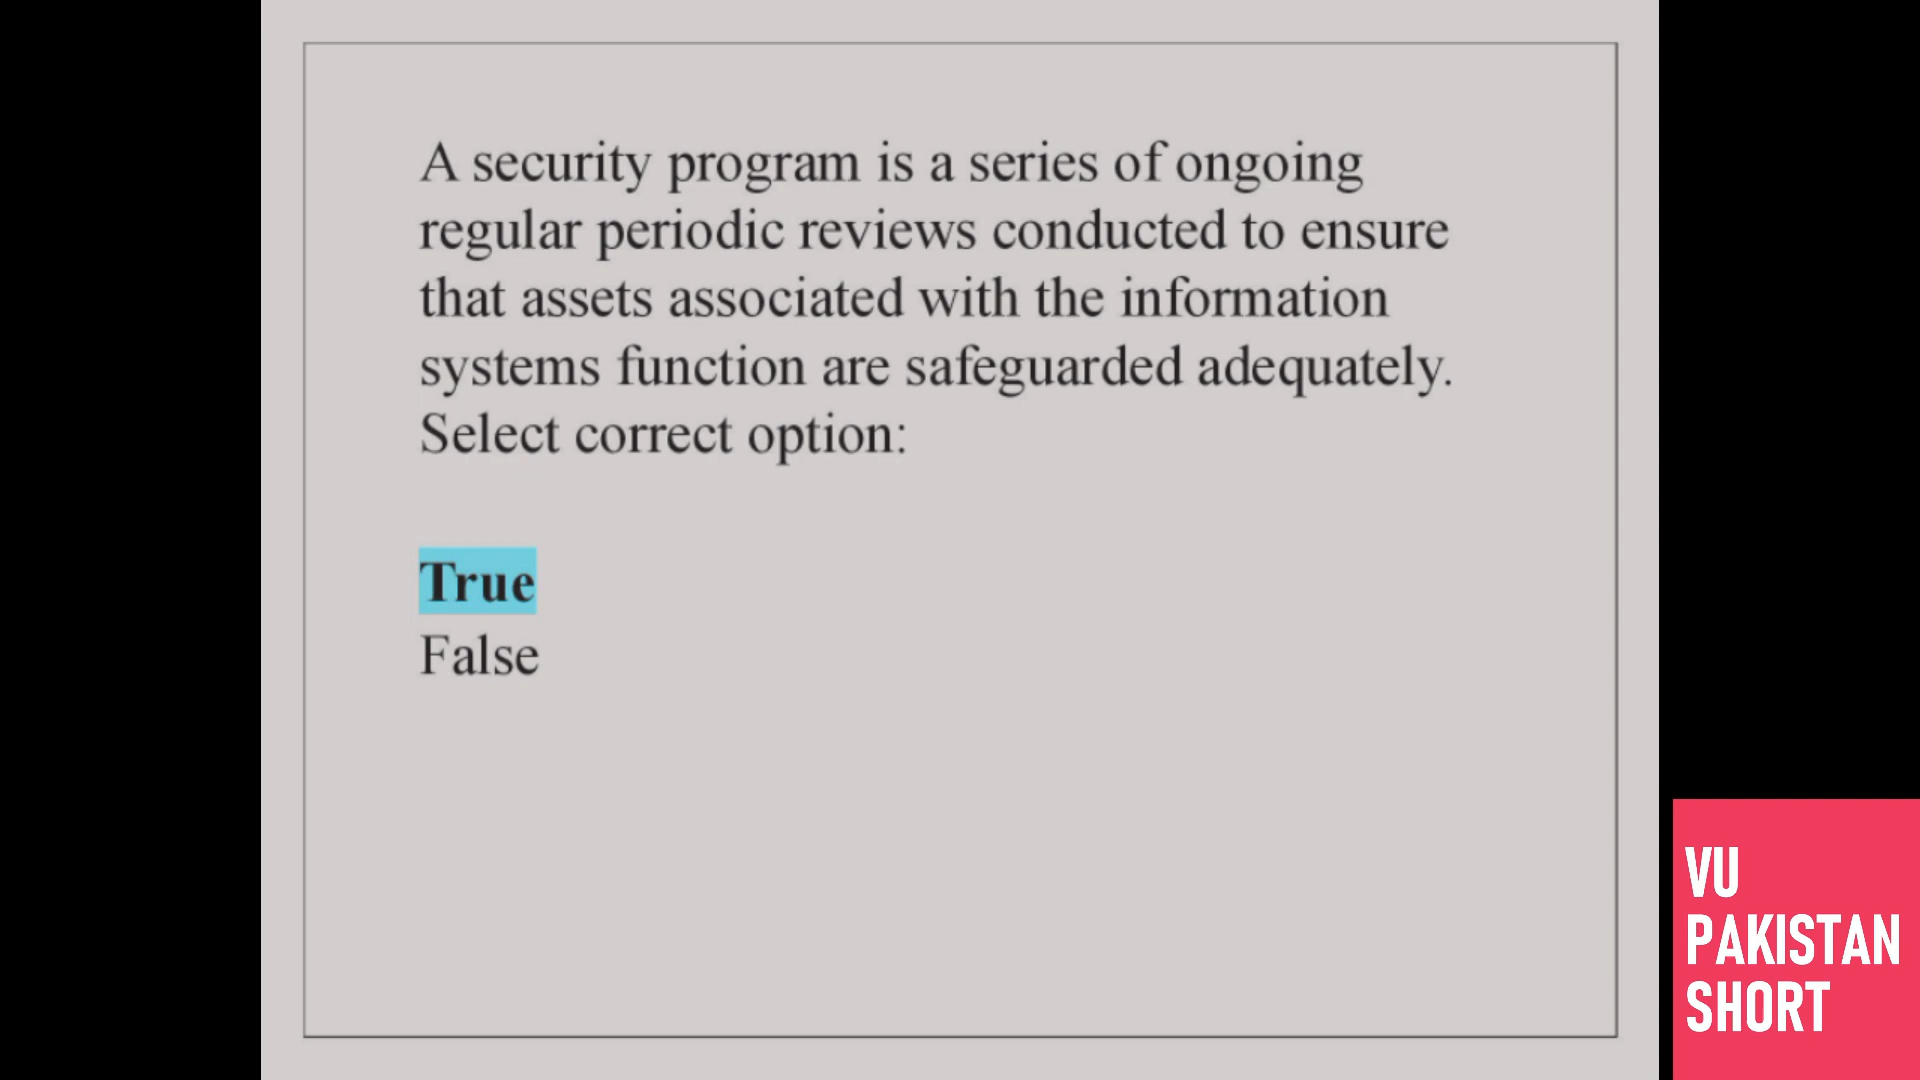 A security program is a series of ongoing
regular periodic reviews conducted to ensure
that assets associated with the information
systems function are safeguarded adequately.
Select correct option:
True
False
VU
PAKISTAN
SHORT